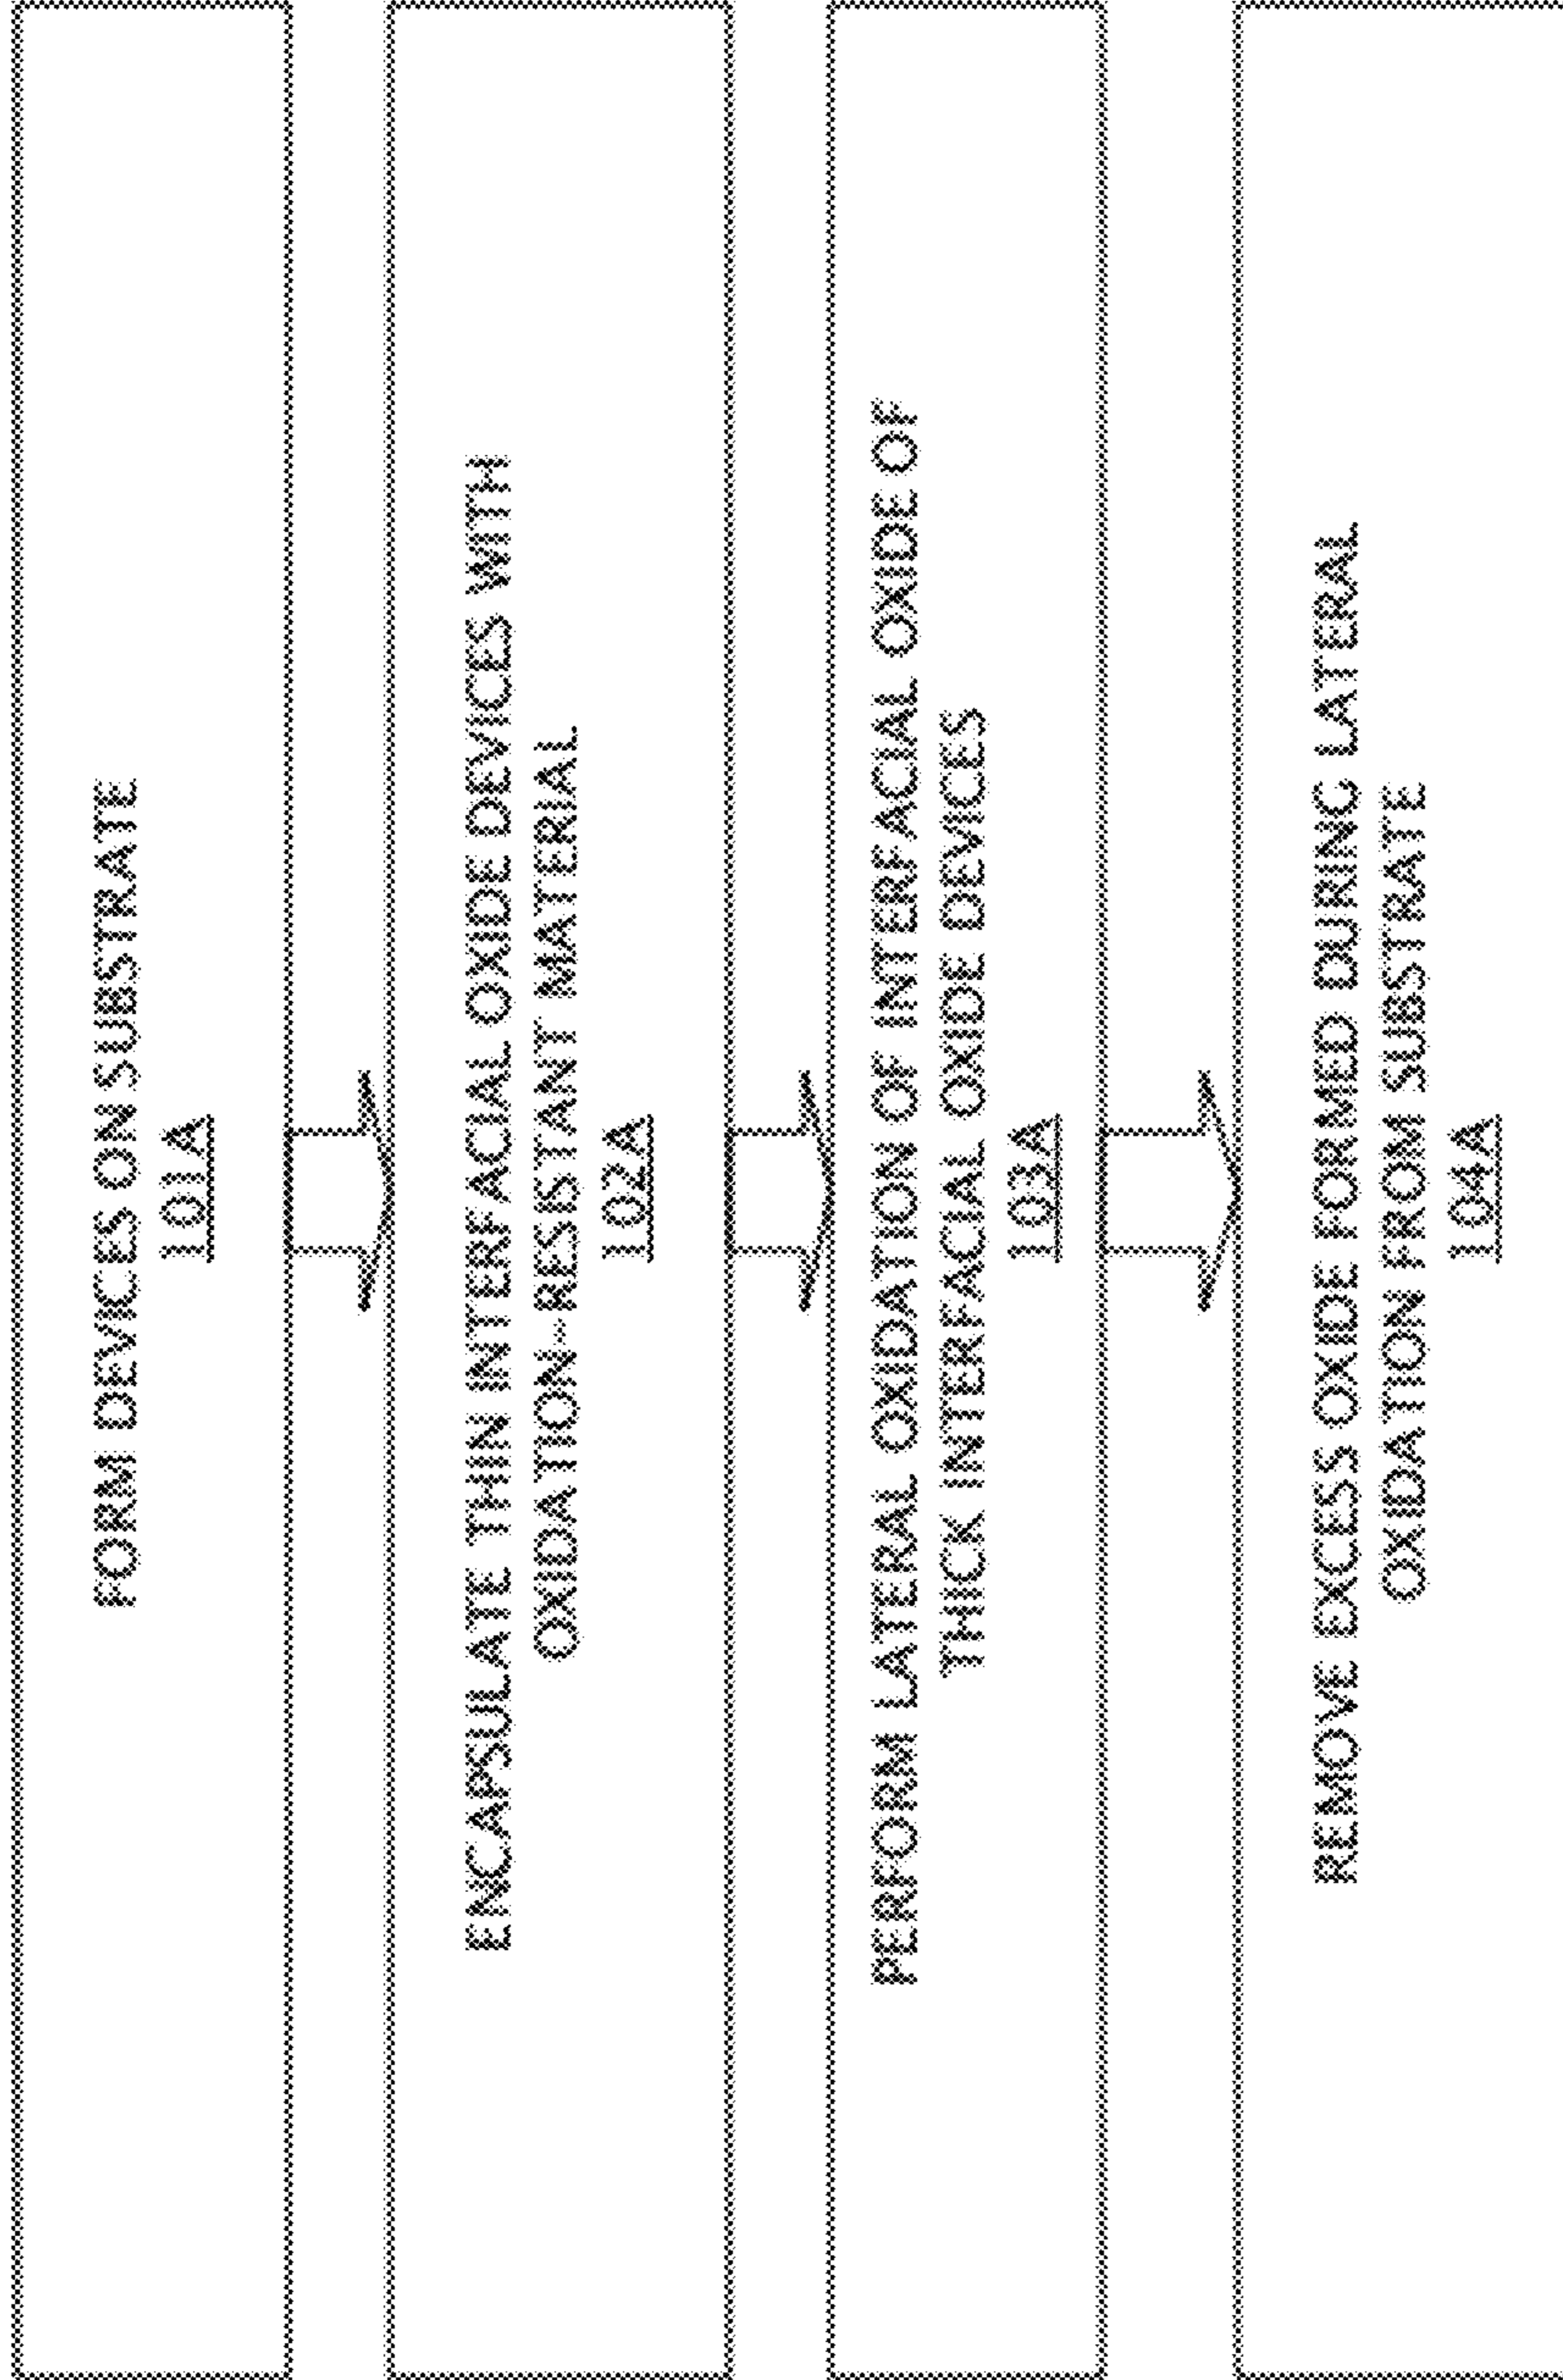 FORM DEVICES ON SUBSTRATE
101A
ENCAPSULATE THIN INTERFACIAL OXIDE DEVICES WITH
OXIDATION-RESISTANT MATERIAL
102A
PERFORM LATERAL OXIDATION OF INTERFACIAL OXIDE OF
THICK INTERFACIAL OXIDE DEVICES
103A
REMOVE EXCESS OXIDE FORMED DURING LATERAL
OXIDATION FROM SUBSTRATE
104A